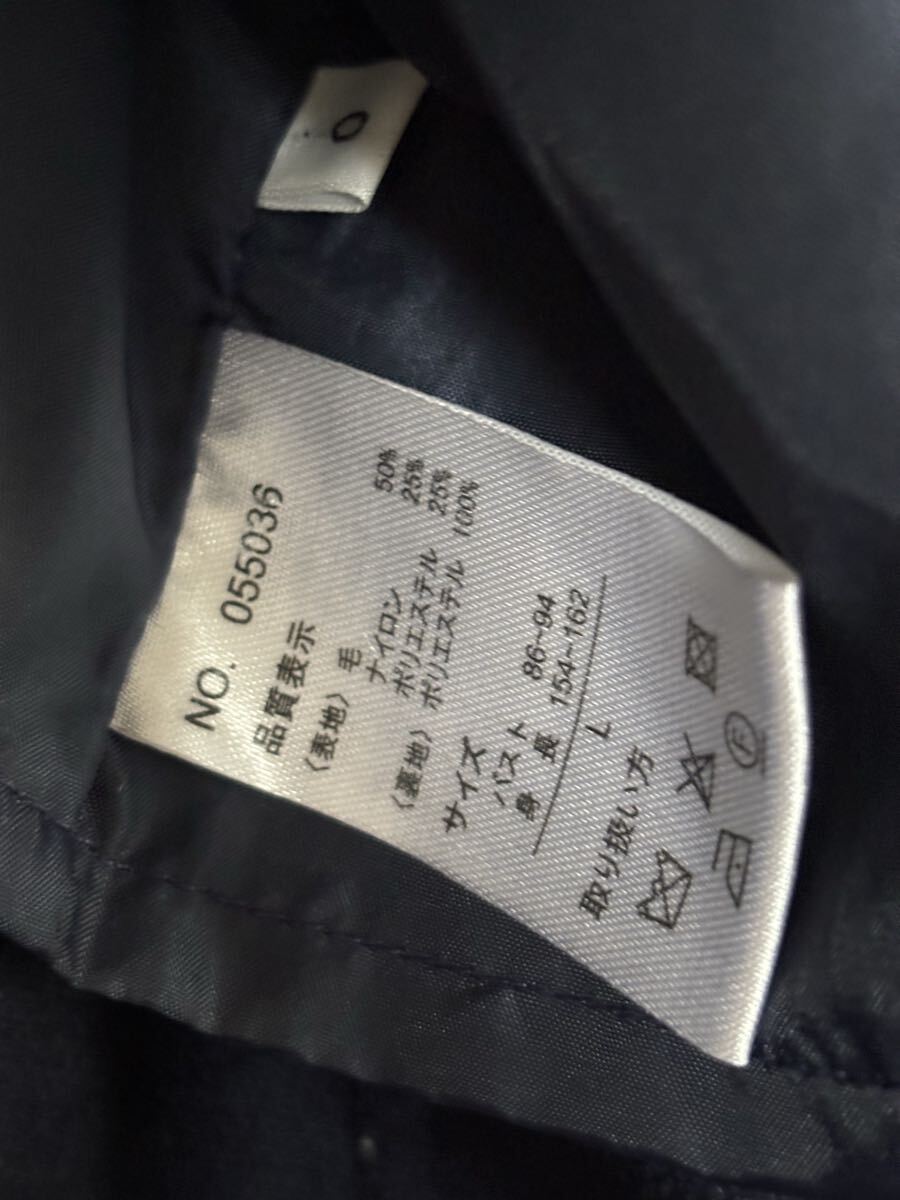 0
NO. 055036
品質表示
〈表地〉 毛 50%
ナイロン 25%
ポリエステル 25%
〈裏地〉 ポリエステル 100%
サイズ
バスト 86~94
身 長 154~162
L
取り扱い方
F